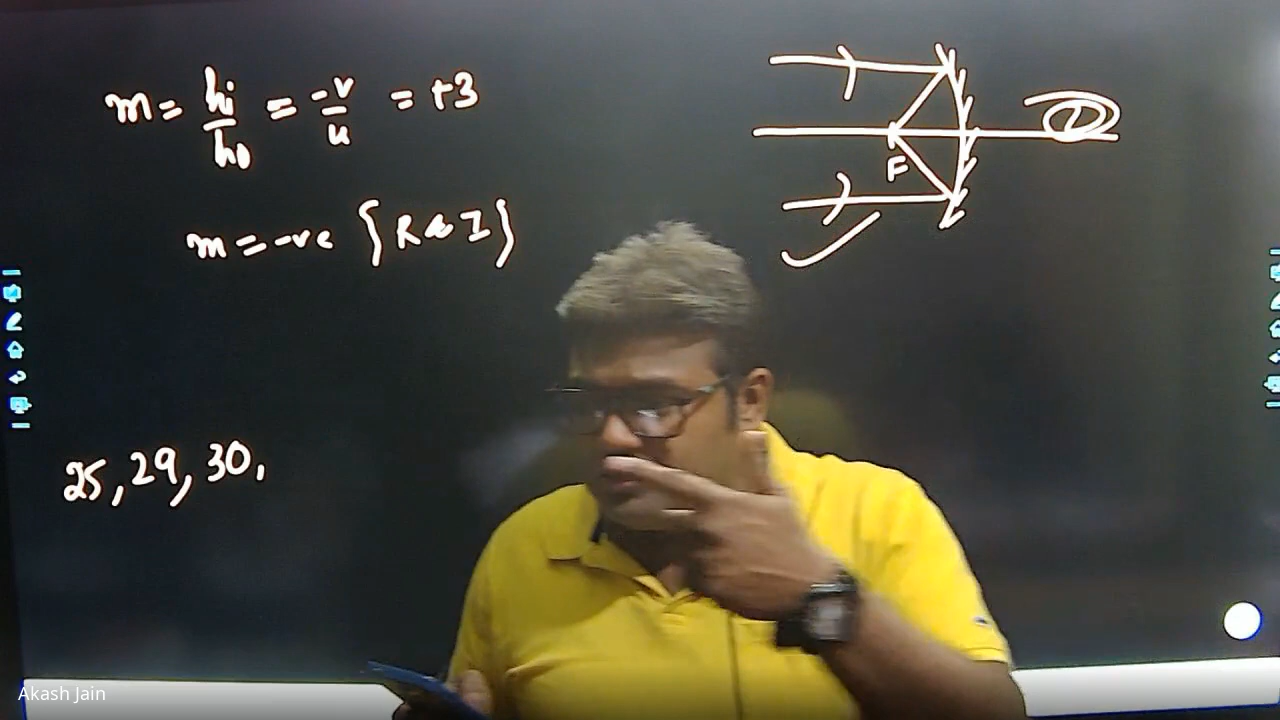 m = hi/ho = -v/u = +3
m = -ve {R & I}
F
25, 29, 30,
Akash Jain